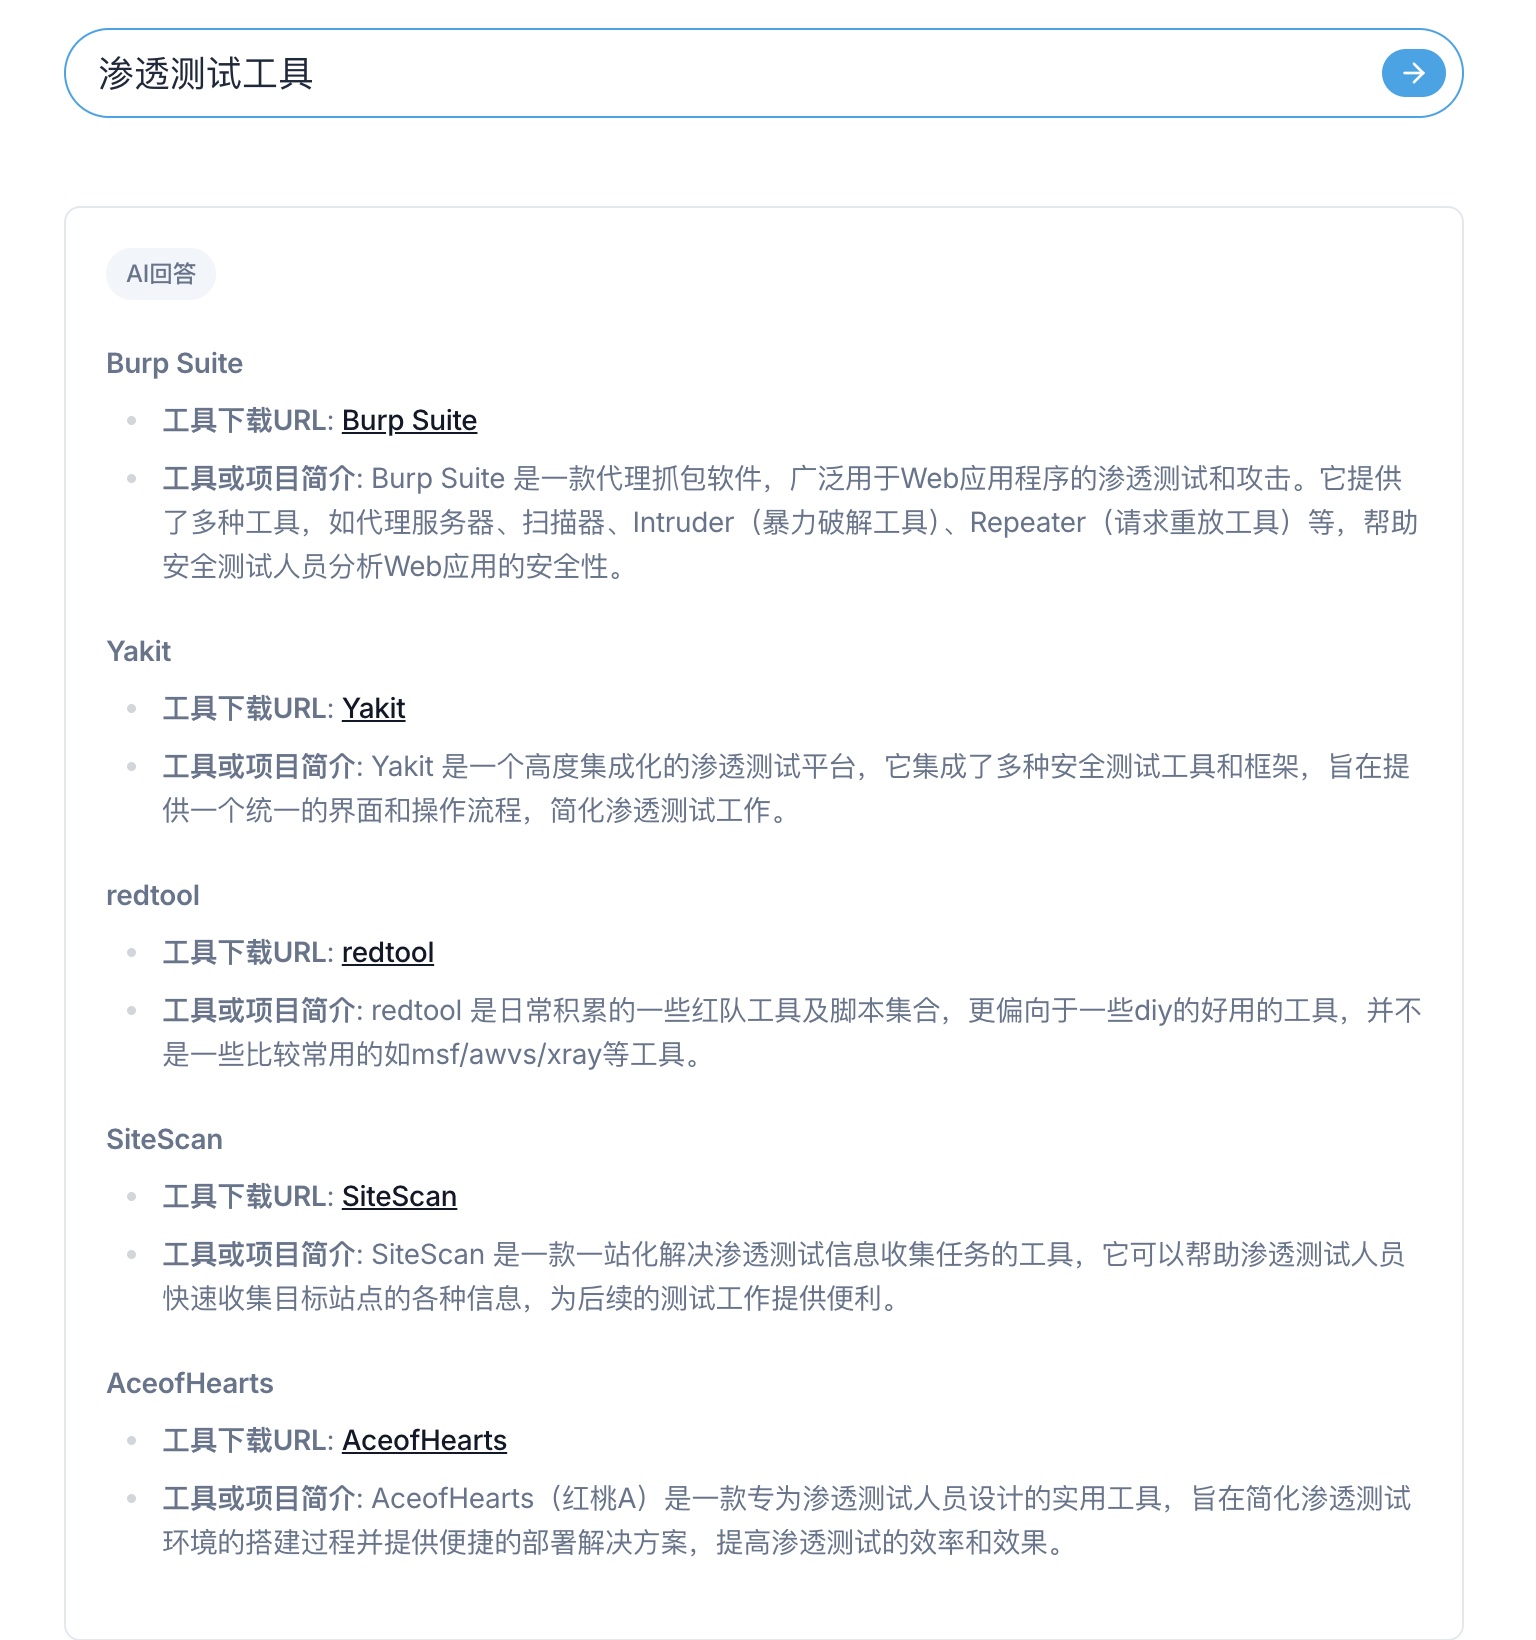 渗透测试工具
AI回答
Burp Suite
工具下载URL: Burp Suite
工具或项目简介: Burp Suite 是一款代理抓包软件，广泛用于Web应用程序的渗透测试和攻击。它提供
了多种工具，如代理服务器、扫描器、Intruder（暴力破解工具）、Repeater（请求重放工具）等，帮助
安全测试人员分析Web应用的安全性。
Yakit
工具下载URL: Yakit
工具或项目简介: Yakit 是一个高度集成化的渗透测试平台，它集成了多种安全测试工具和框架，旨在提
供一个统一的界面和操作流程，简化渗透测试工作。
redtool
工具下载URL: redtool
工具或项目简介: redtool 是日常积累的一些红队工具及脚本集合，更偏向于一些diy的好用的工具，并不
是一些比较常用的如msf/awvs/xray等工具。
SiteScan
工具下载URL: SiteScan
工具或项目简介: SiteScan 是一款一站化解决渗透测试信息收集任务的工具，它可以帮助渗透测试人员
快速收集目标站点的各种信息，为后续的测试工作提供便利。
AceofHearts
工具下载URL: AceofHearts
工具或项目简介: AceofHearts（红桃A）是一款专为渗透测试人员设计的实用工具，旨在简化渗透测试
环境的搭建过程并提供便捷的部署解决方案，提高渗透测试的效率和效果。